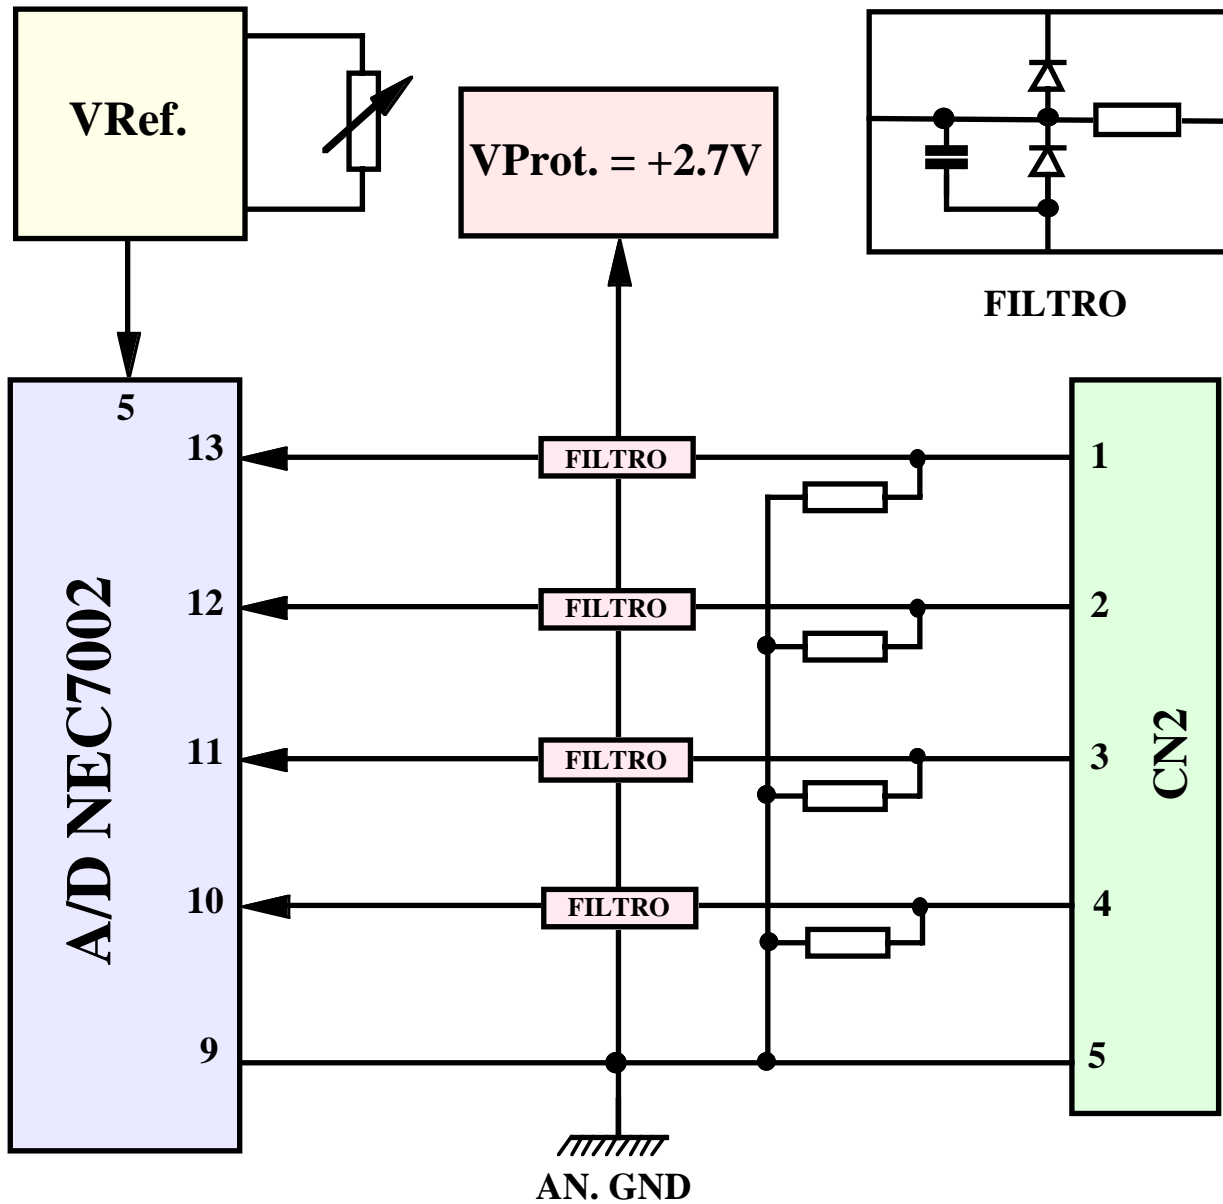 VRef.
VProt. = +2.7V
FILTRO
5
13
FILTRO
1
12
FILTRO
2
A/D NEC7002
11
FILTRO
3
CN2
10
FILTRO
4
9
5
AN. GND